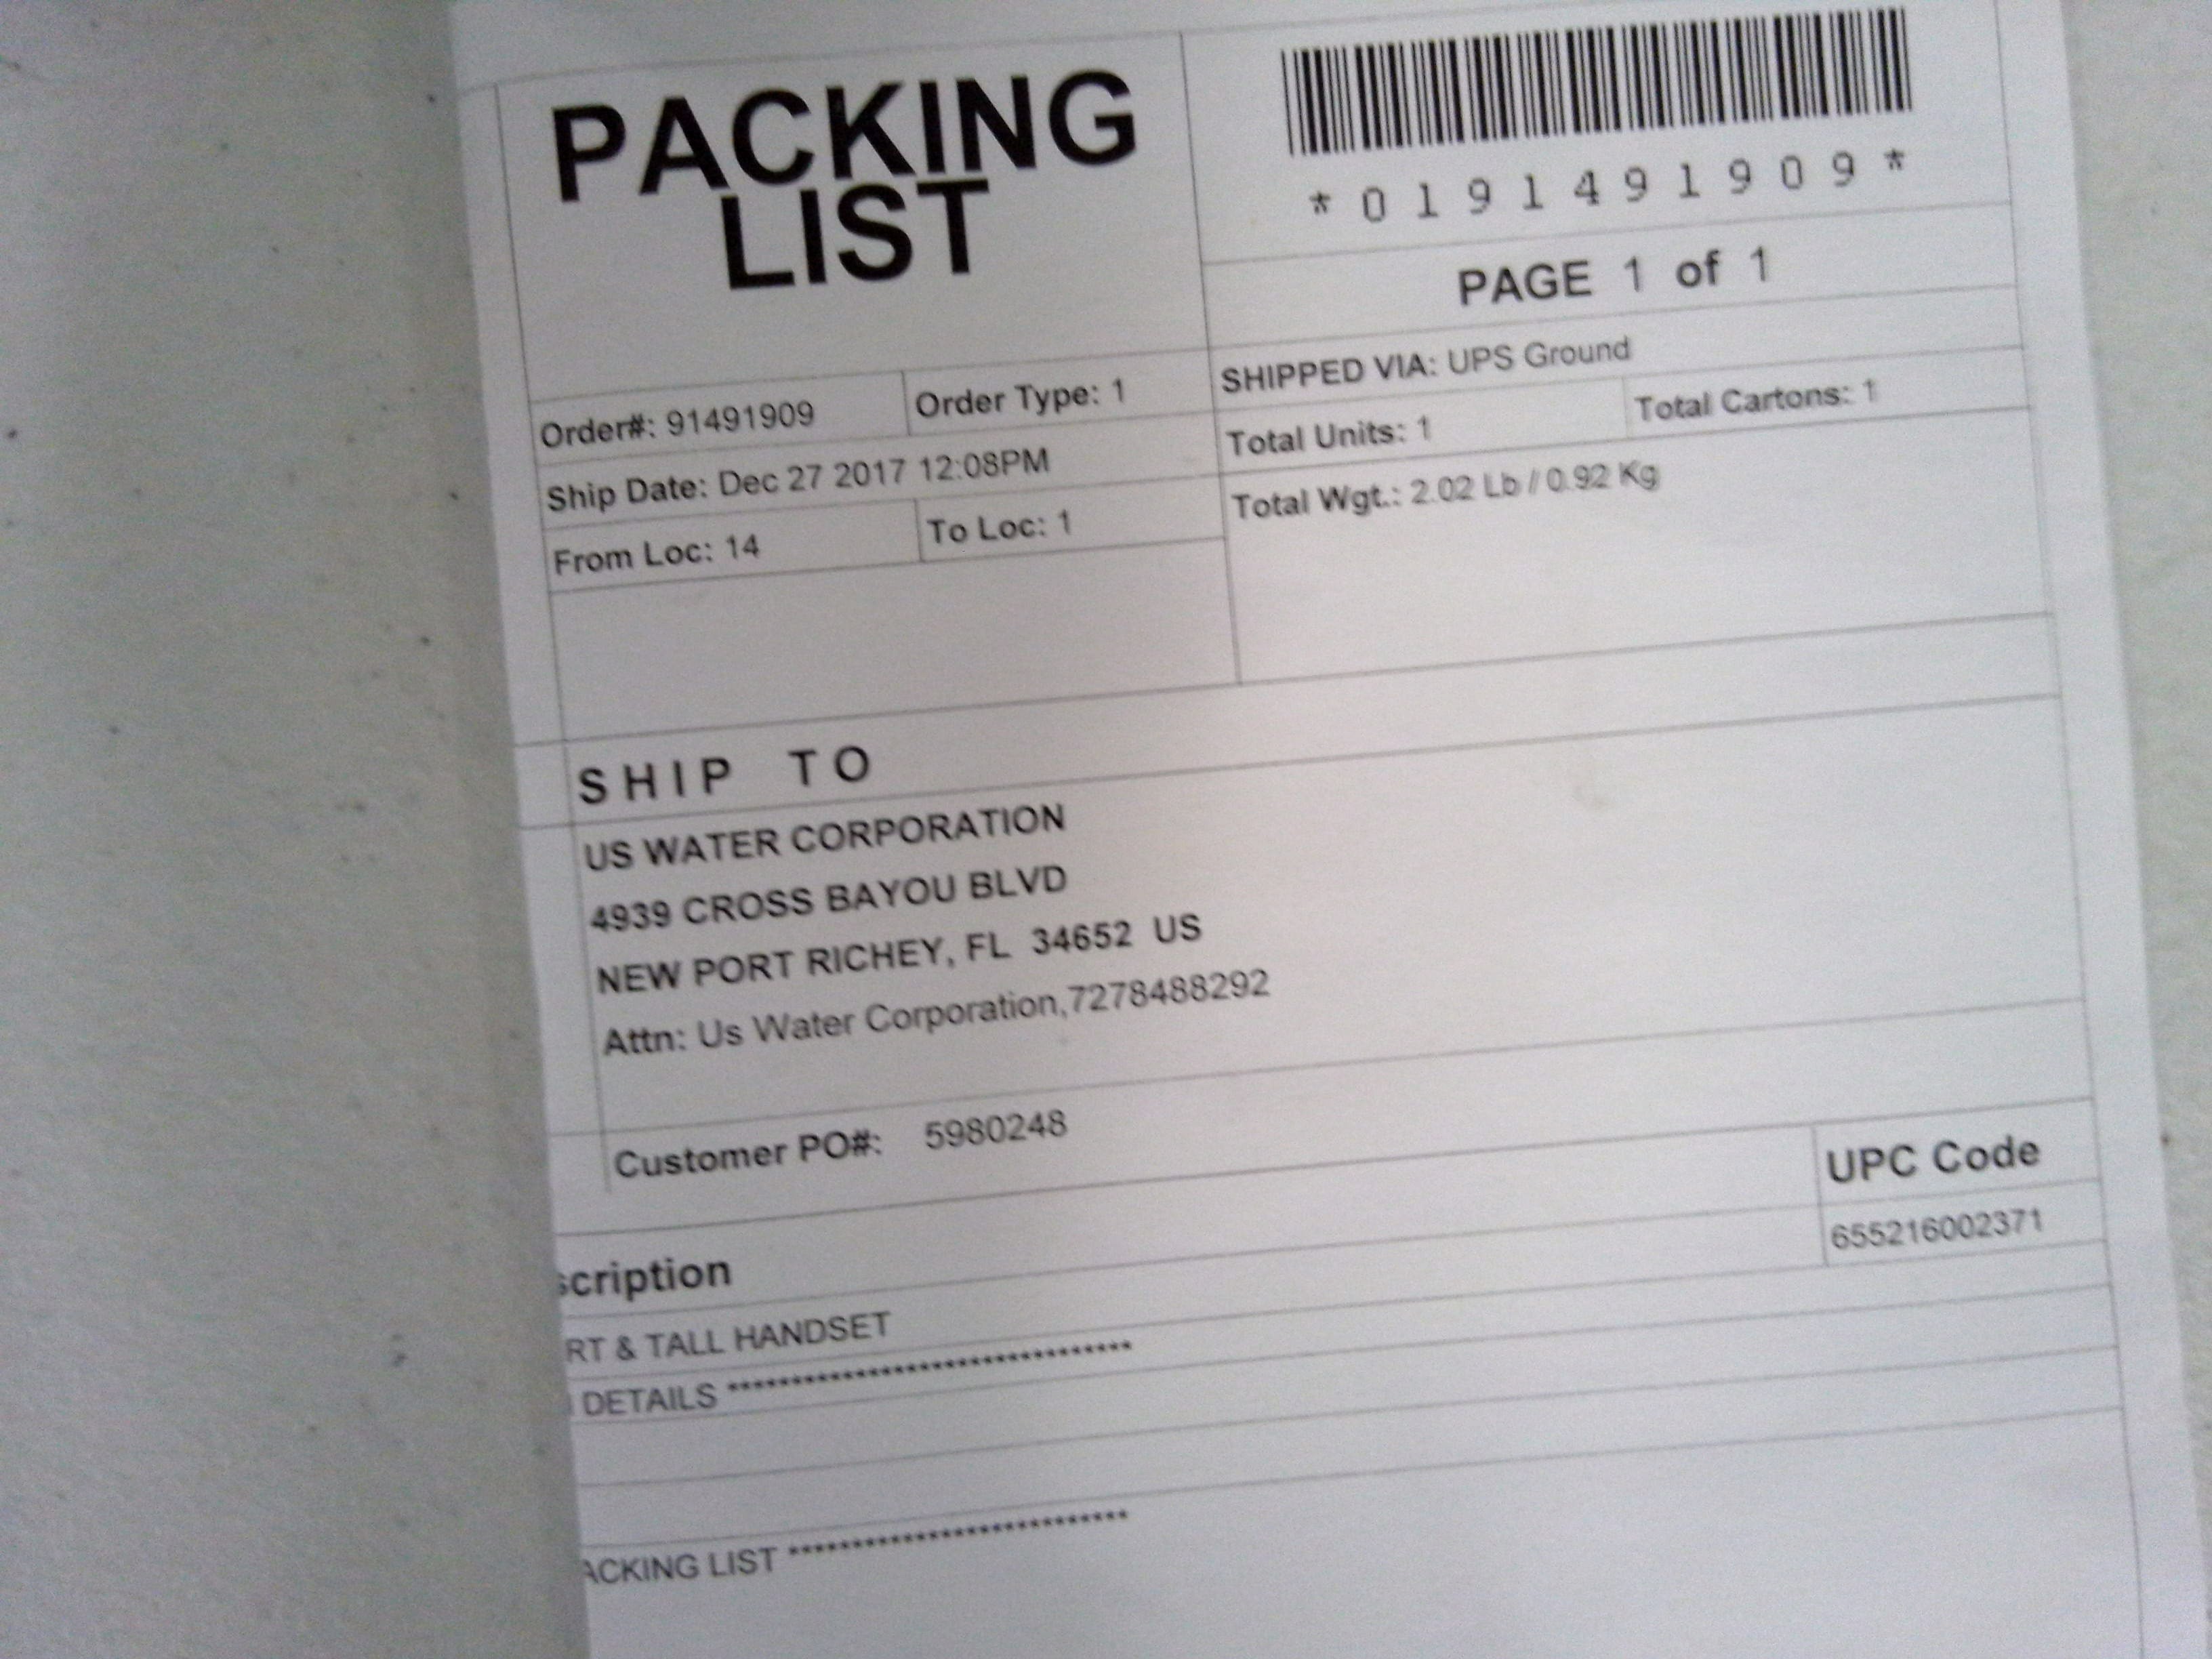 PACKING
LIST
*0191491909*
PAGE 1 of 1
Order#: 91491909 Order Type: 1
SHIPPED VIA: UPS Ground
Ship Date: Dec 27 2017 12:08PM
Total Units: 1 Total Cartons: 1
From Loc: 14 To Loc: 1
Total Wgt.: 2.02 Lb / 0.92 Kg
SHIP TO
US WATER CORPORATION
4939 CROSS BAYOU BLVD
NEW PORT RICHEY, FL 34652 US
Attn: Us Water Corporation,7278488292
Customer PO#: 5980248
scription UPC Code
RT & TALL HANDSET 655216002371
DETAILS **********************************
ACKING LIST ****************************